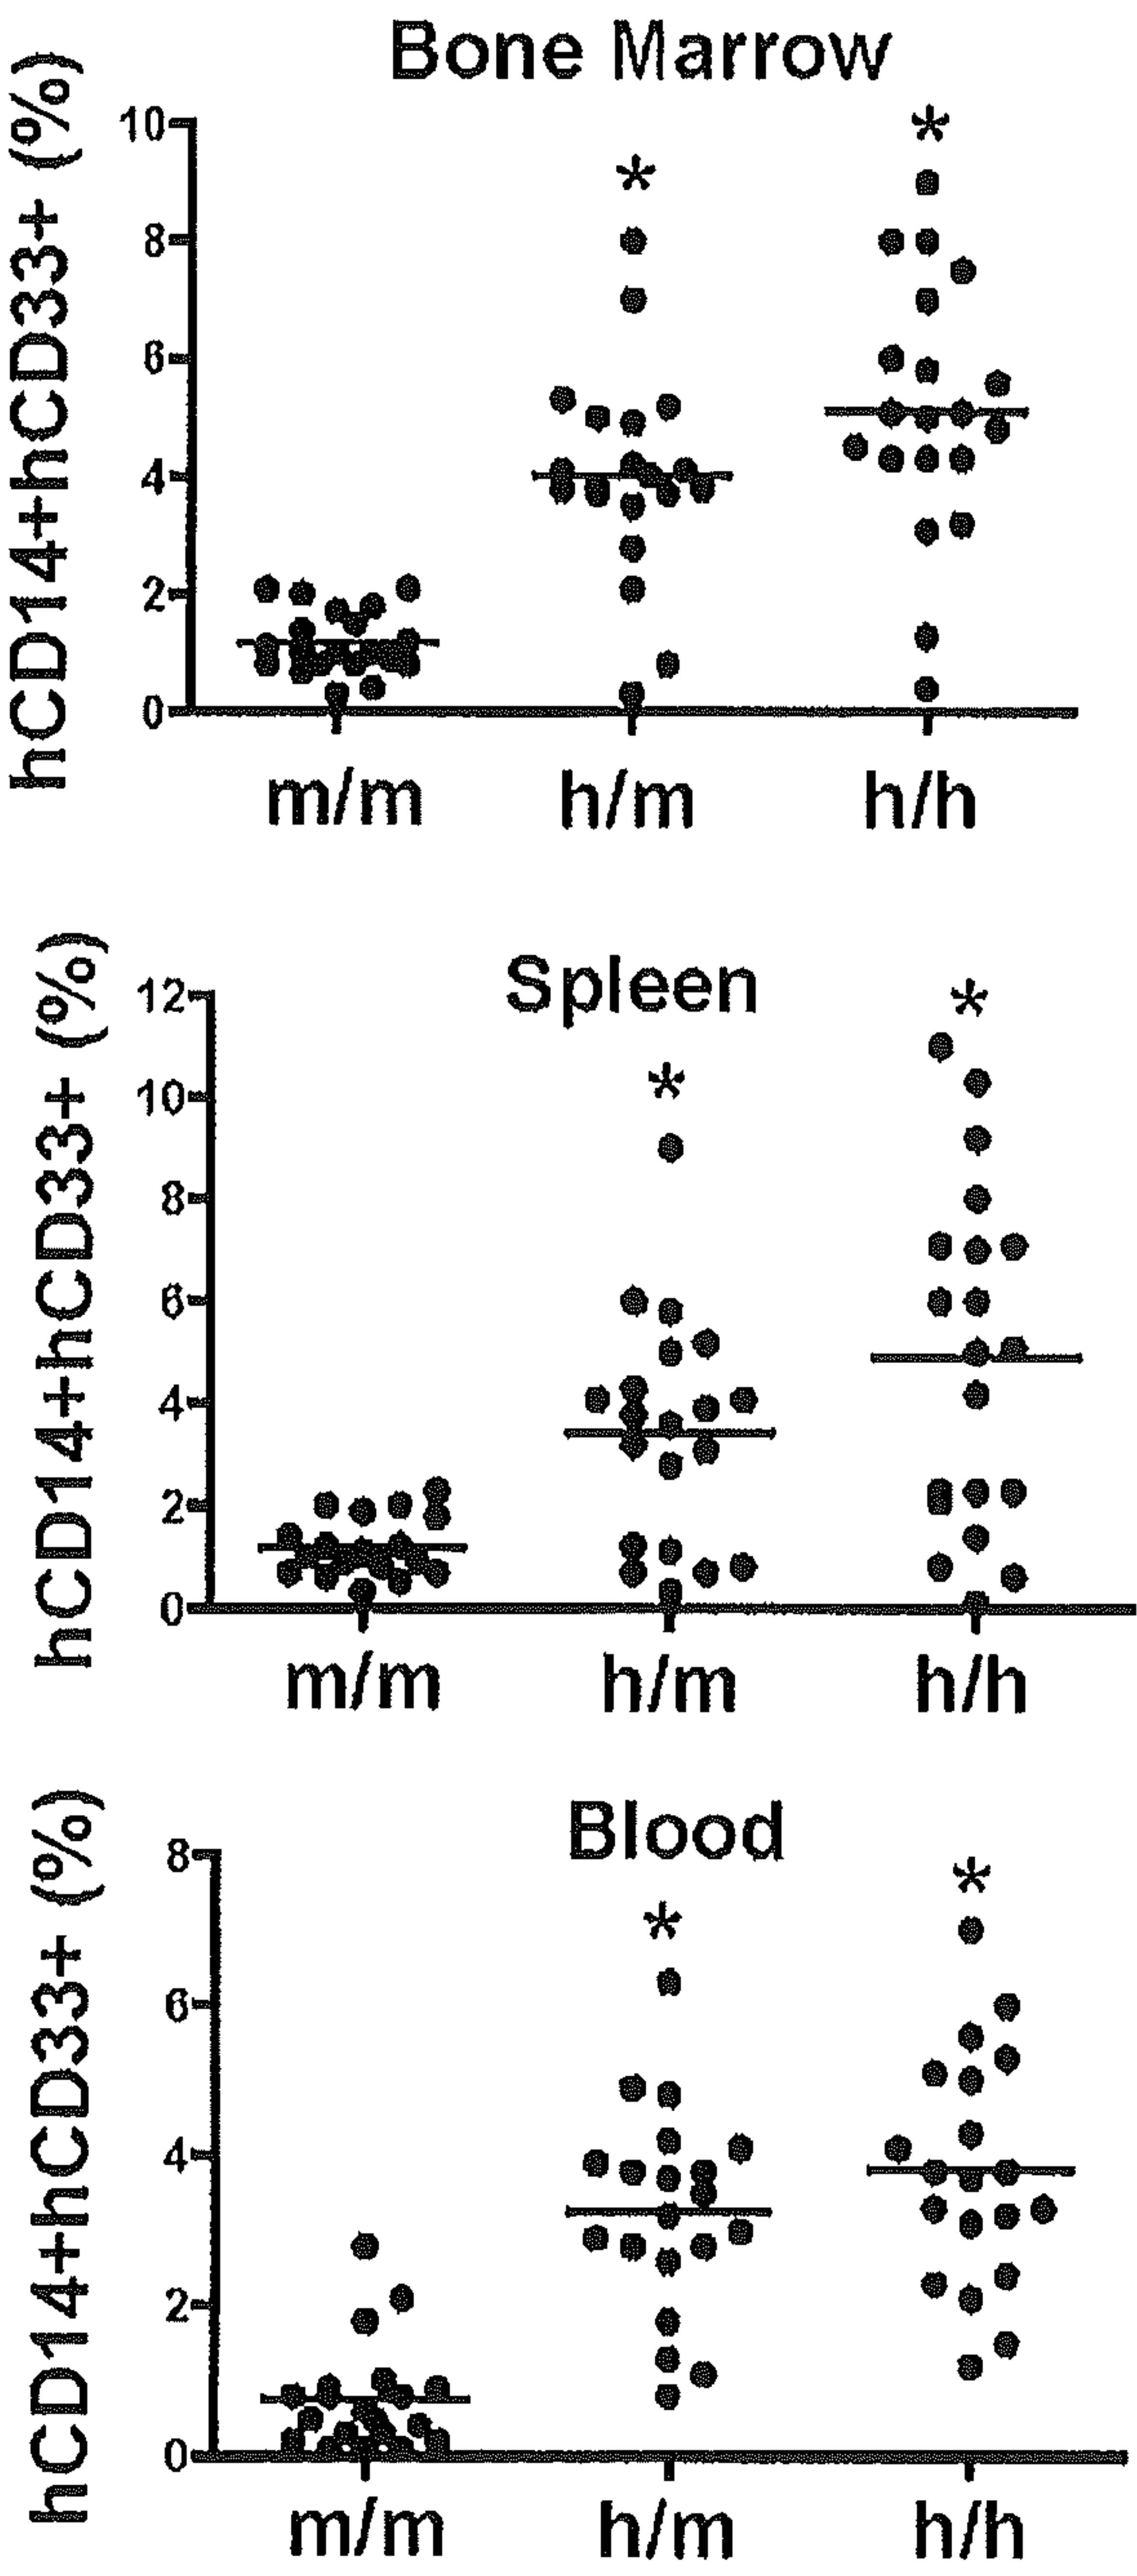 Bone Marrow
hCD14+hCD33+ (%)
10
8
6
4
2
0
*
*
m/m h/m h/h
Spleen
hCD14+hCD33+ (%)
12
10
8
6
4
2
0
*
*
m/m h/m h/h
Blood
hCD14+hCD33+ (%)
8
6
4
2
0
*
*
m/m h/m h/h